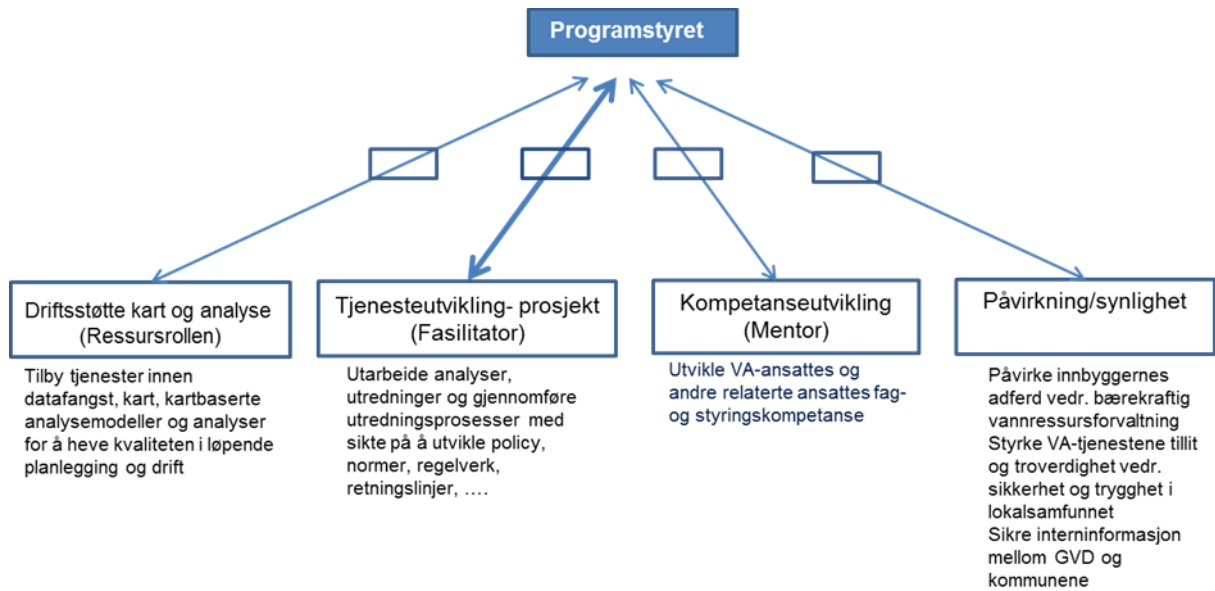 Programstyret
Driftsstøtte kart og analyse
(Ressursrollen)
Tilby tjenester innen
datafangst, kart, kartbaserte
analysemodeller og analyser
for å heve kvaliteten i løpende
planlegging og drift
Tjenesteutvikling- prosjekt
(Fasilitator)
Utarbeide analyser,
utredninger og gjennomføre
utredningsprosesser med
sikte på å utvikle policy,
normer, regelverk,
retningslinjer, ....
Kompetanseutvikling
(Mentor)
Utvikle VA-ansattes og
andre relaterte ansattes fag-
og styringskompetanse
Påvirkning/synlighet
Påvirke innbyggernes
adferd vedr. bærekraftig
vannressursforvaltning
Styrke VA-tjenestene tillit
og troverdighet vedr.
sikkerhet og trygghet i
lokalsamfunnet
Sikre interninformasjon
mellom GVD og
kommunene